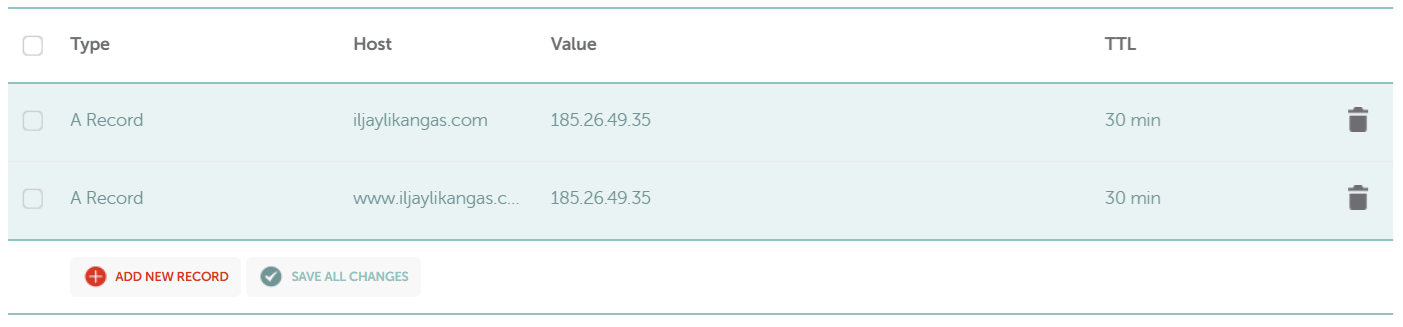 Type Host Value TTL
A Record iljaylikangas.com 185.26.49.35 30 min
A Record www.iljaylikangas.c... 185.26.49.35 30 min
ADD NEW RECORD SAVE ALL CHANGES